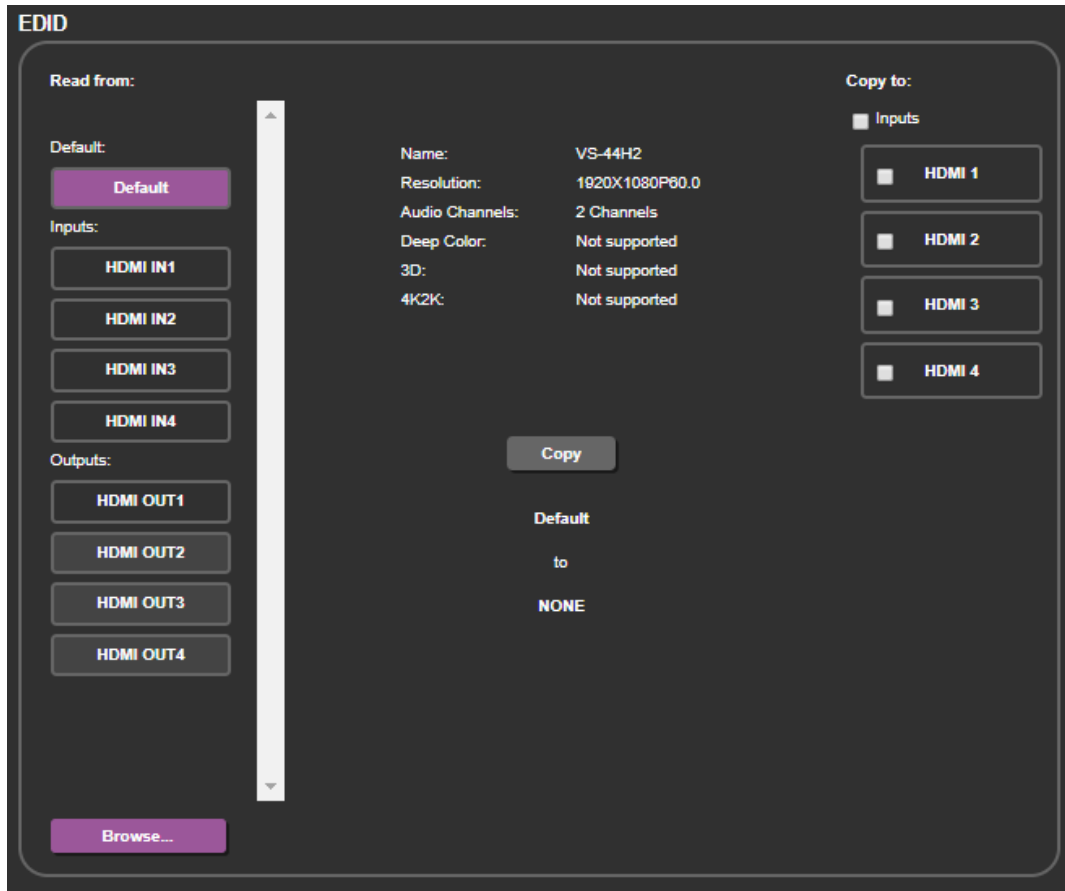 EDID
Read from:
Default:
Default
Inputs:
HDMI IN1
HDMI IN2
HDMI IN3
HDMI IN4
Outputs:
HDMI OUT1
HDMI OUT2
HDMI OUT3
HDMI OUT4
Browse...
Name: VS-44H2
Resolution: 1920X1080P60.0
Audio Channels: 2 Channels
Deep Color: Not supported
3D: Not supported
4K2K: Not supported
Copy
Default
to
NONE
Copy to:
Inputs
HDMI 1
HDMI 2
HDMI 3
HDMI 4